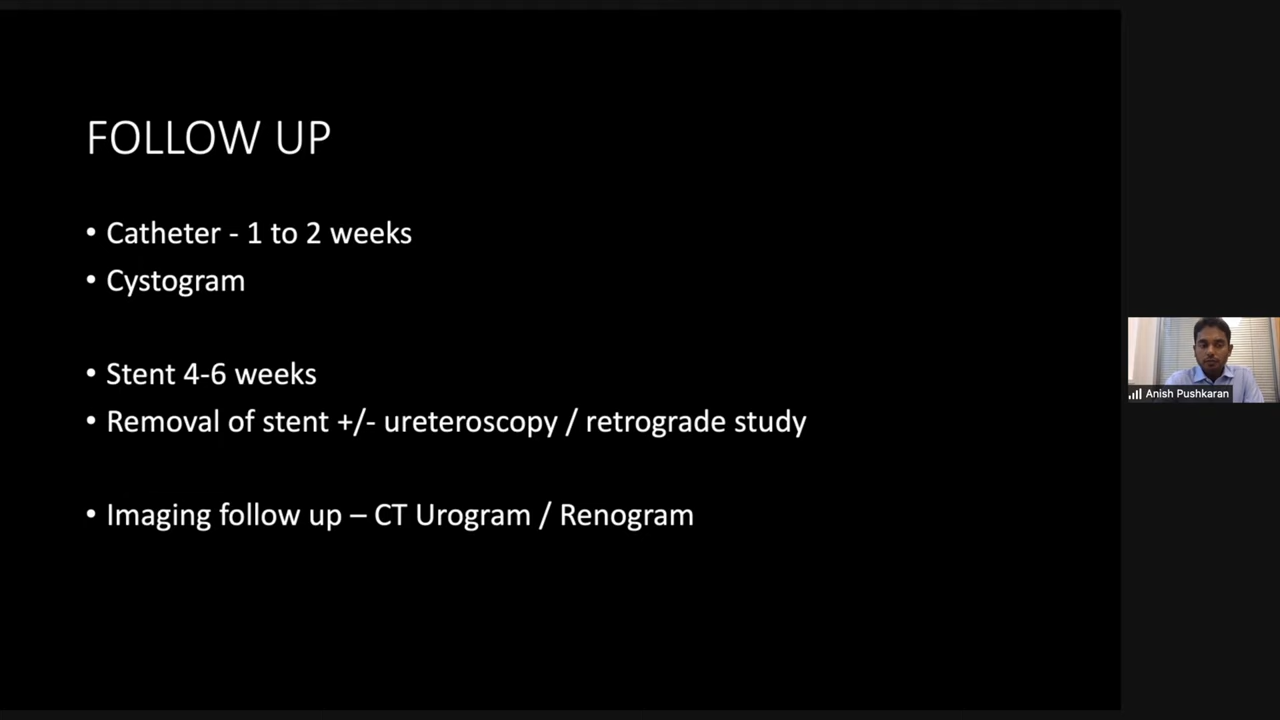 FOLLOW UP
• Catheter - 1 to 2 weeks
• Cystogram
• Stent 4-6 weeks
• Removal of stent +/- ureteroscopy / retrograde study
• Imaging follow up – CT Urogram / Renogram
Anish Pushkaran